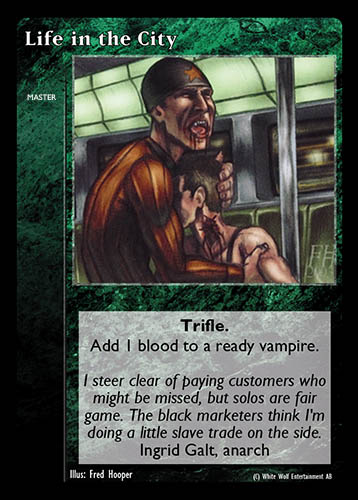 Life in the City
MASTER
FH
Trifle.
Add 1 blood to a ready vampire.
I steer clear of paying customers who
might be missed, but solos are fair
game. The black marketers think I'm
doing a little slave trade on the side.
Ingrid Galt, anarch
Illus: Fred Hooper
(C) White Wolf Entertainment AB